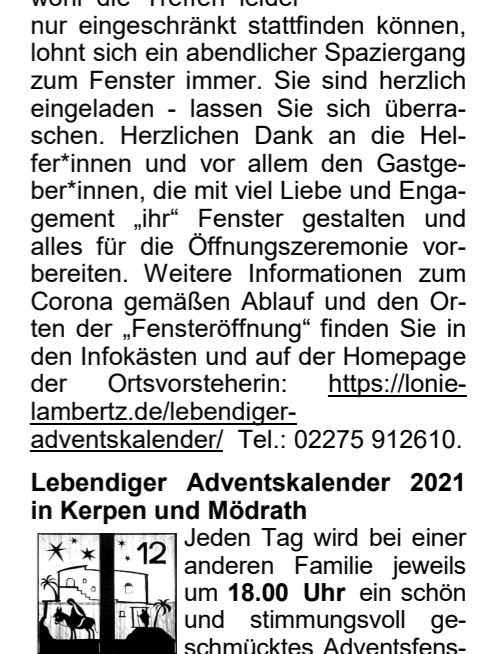 wohl die Treffen leider
nur eingeschränkt stattfinden können,
lohnt sich ein abendlicher Spaziergang
zum Fenster immer. Sie sind herzlich
eingeladen - lassen Sie sich überra-
schen. Herzlichen Dank an die Hel-
fer*innen und vor allem den Gastge-
ber*innen, die mit viel Liebe und Enga-
gement „ihr“ Fenster gestalten und
alles für die Öffnungszeremonie vor-
bereiten. Weitere Informationen zum
Corona gemäßen Ablauf und den Or-
ten der „Fensteröffnung“ finden Sie in
den Infokästen und auf der Homepage
der Ortsvorsteherin: https://lonie-
lambertz.de/lebendiger-
adventskalender/ Tel.: 02275 912610.
Lebendiger Adventskalender 2021
in Kerpen und Mödrath
12
Jeden Tag wird bei einer
anderen Familie jeweils
um 18.00 Uhr ein schön
und stimmungsvoll ge-
schmücktes Adventsfens-